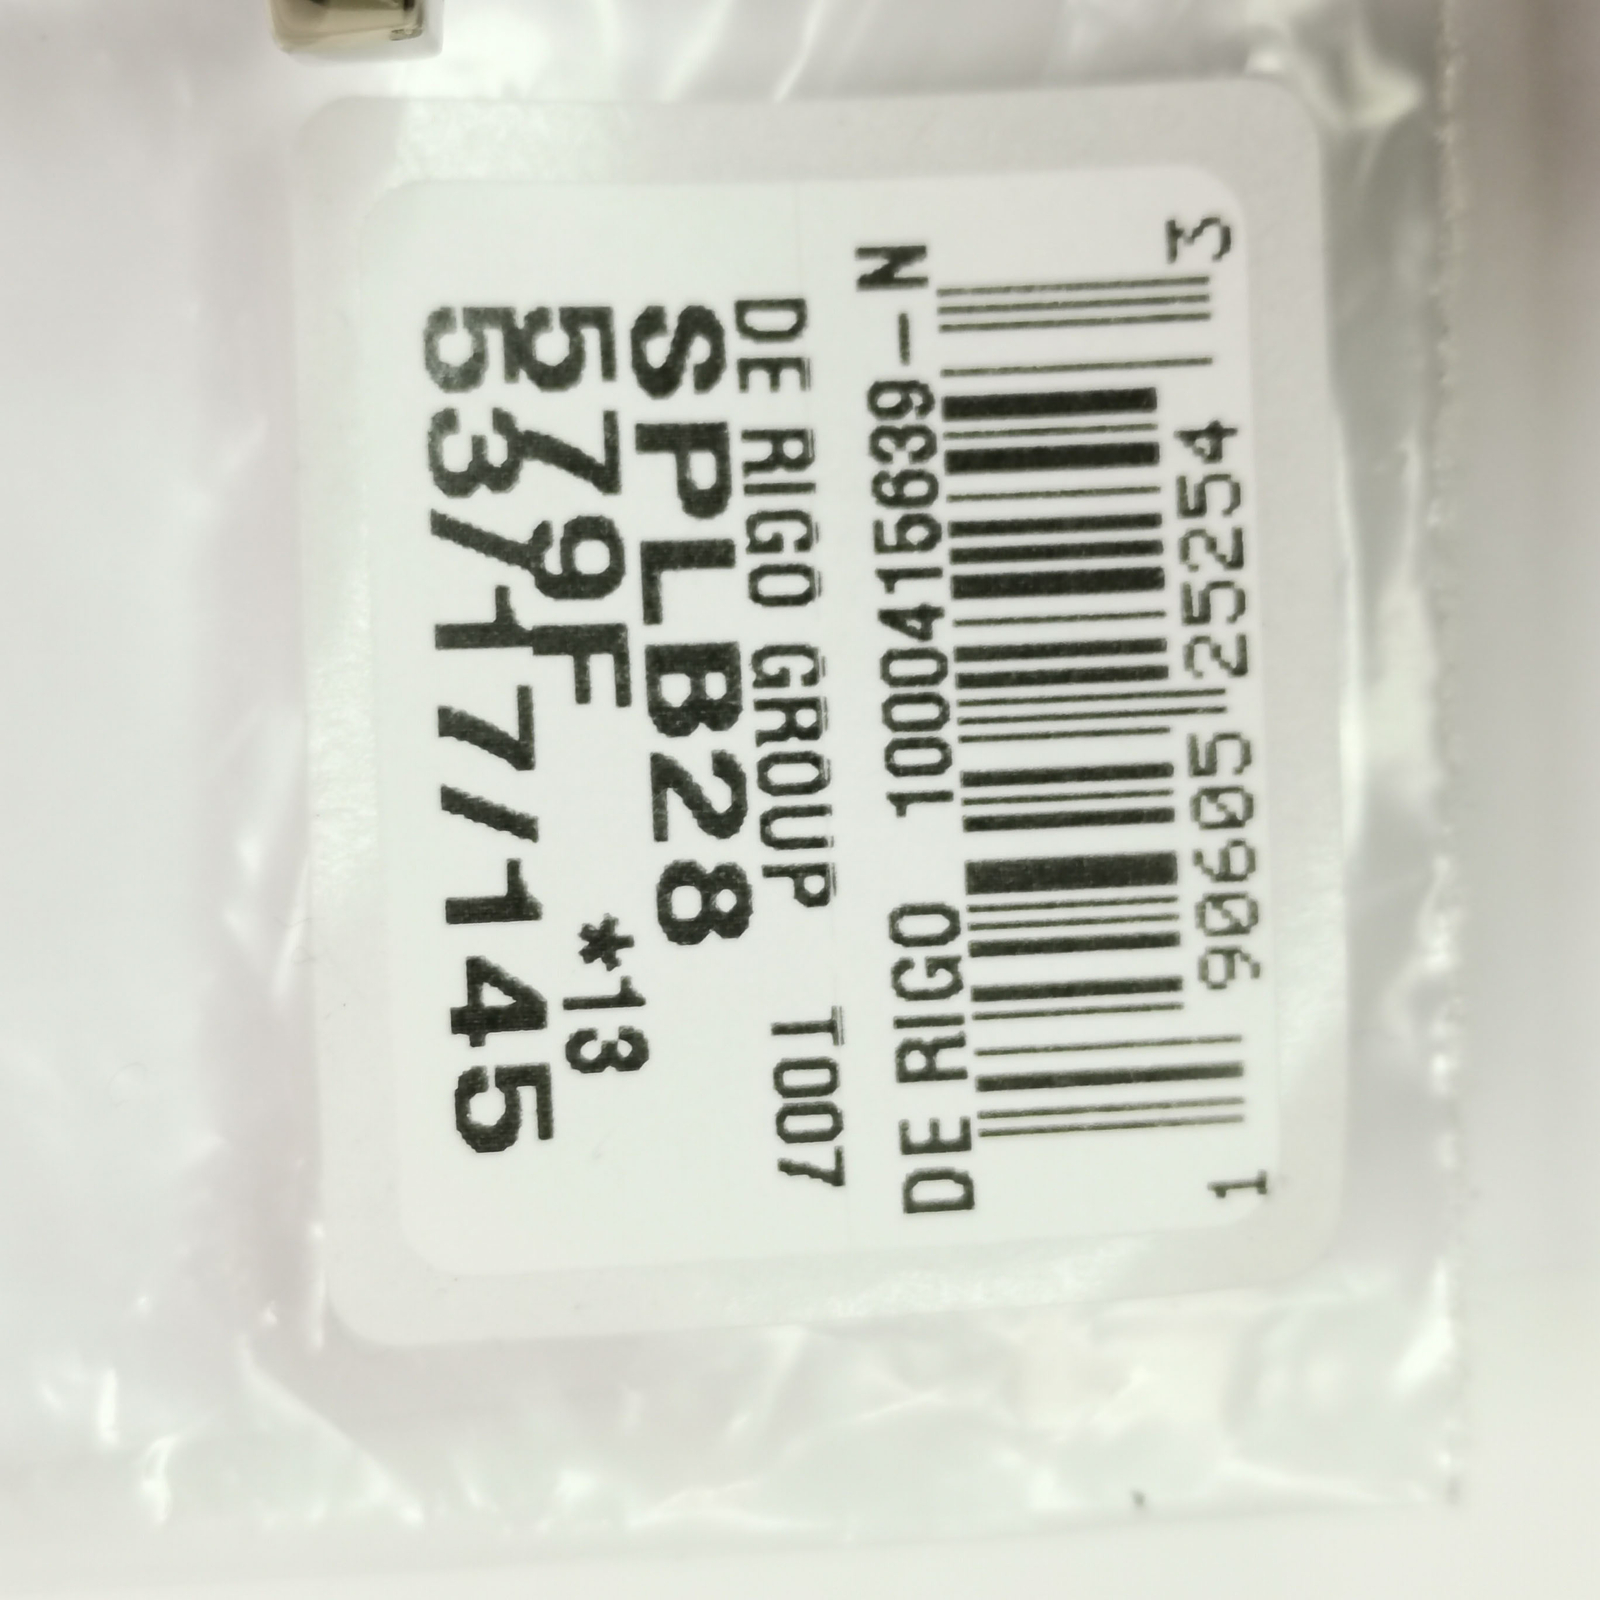 DE RIGO GROUP T007
SPLB28
579F *13
53/17/145
DE RIGO 1000415639-N
1 90605 25254 3